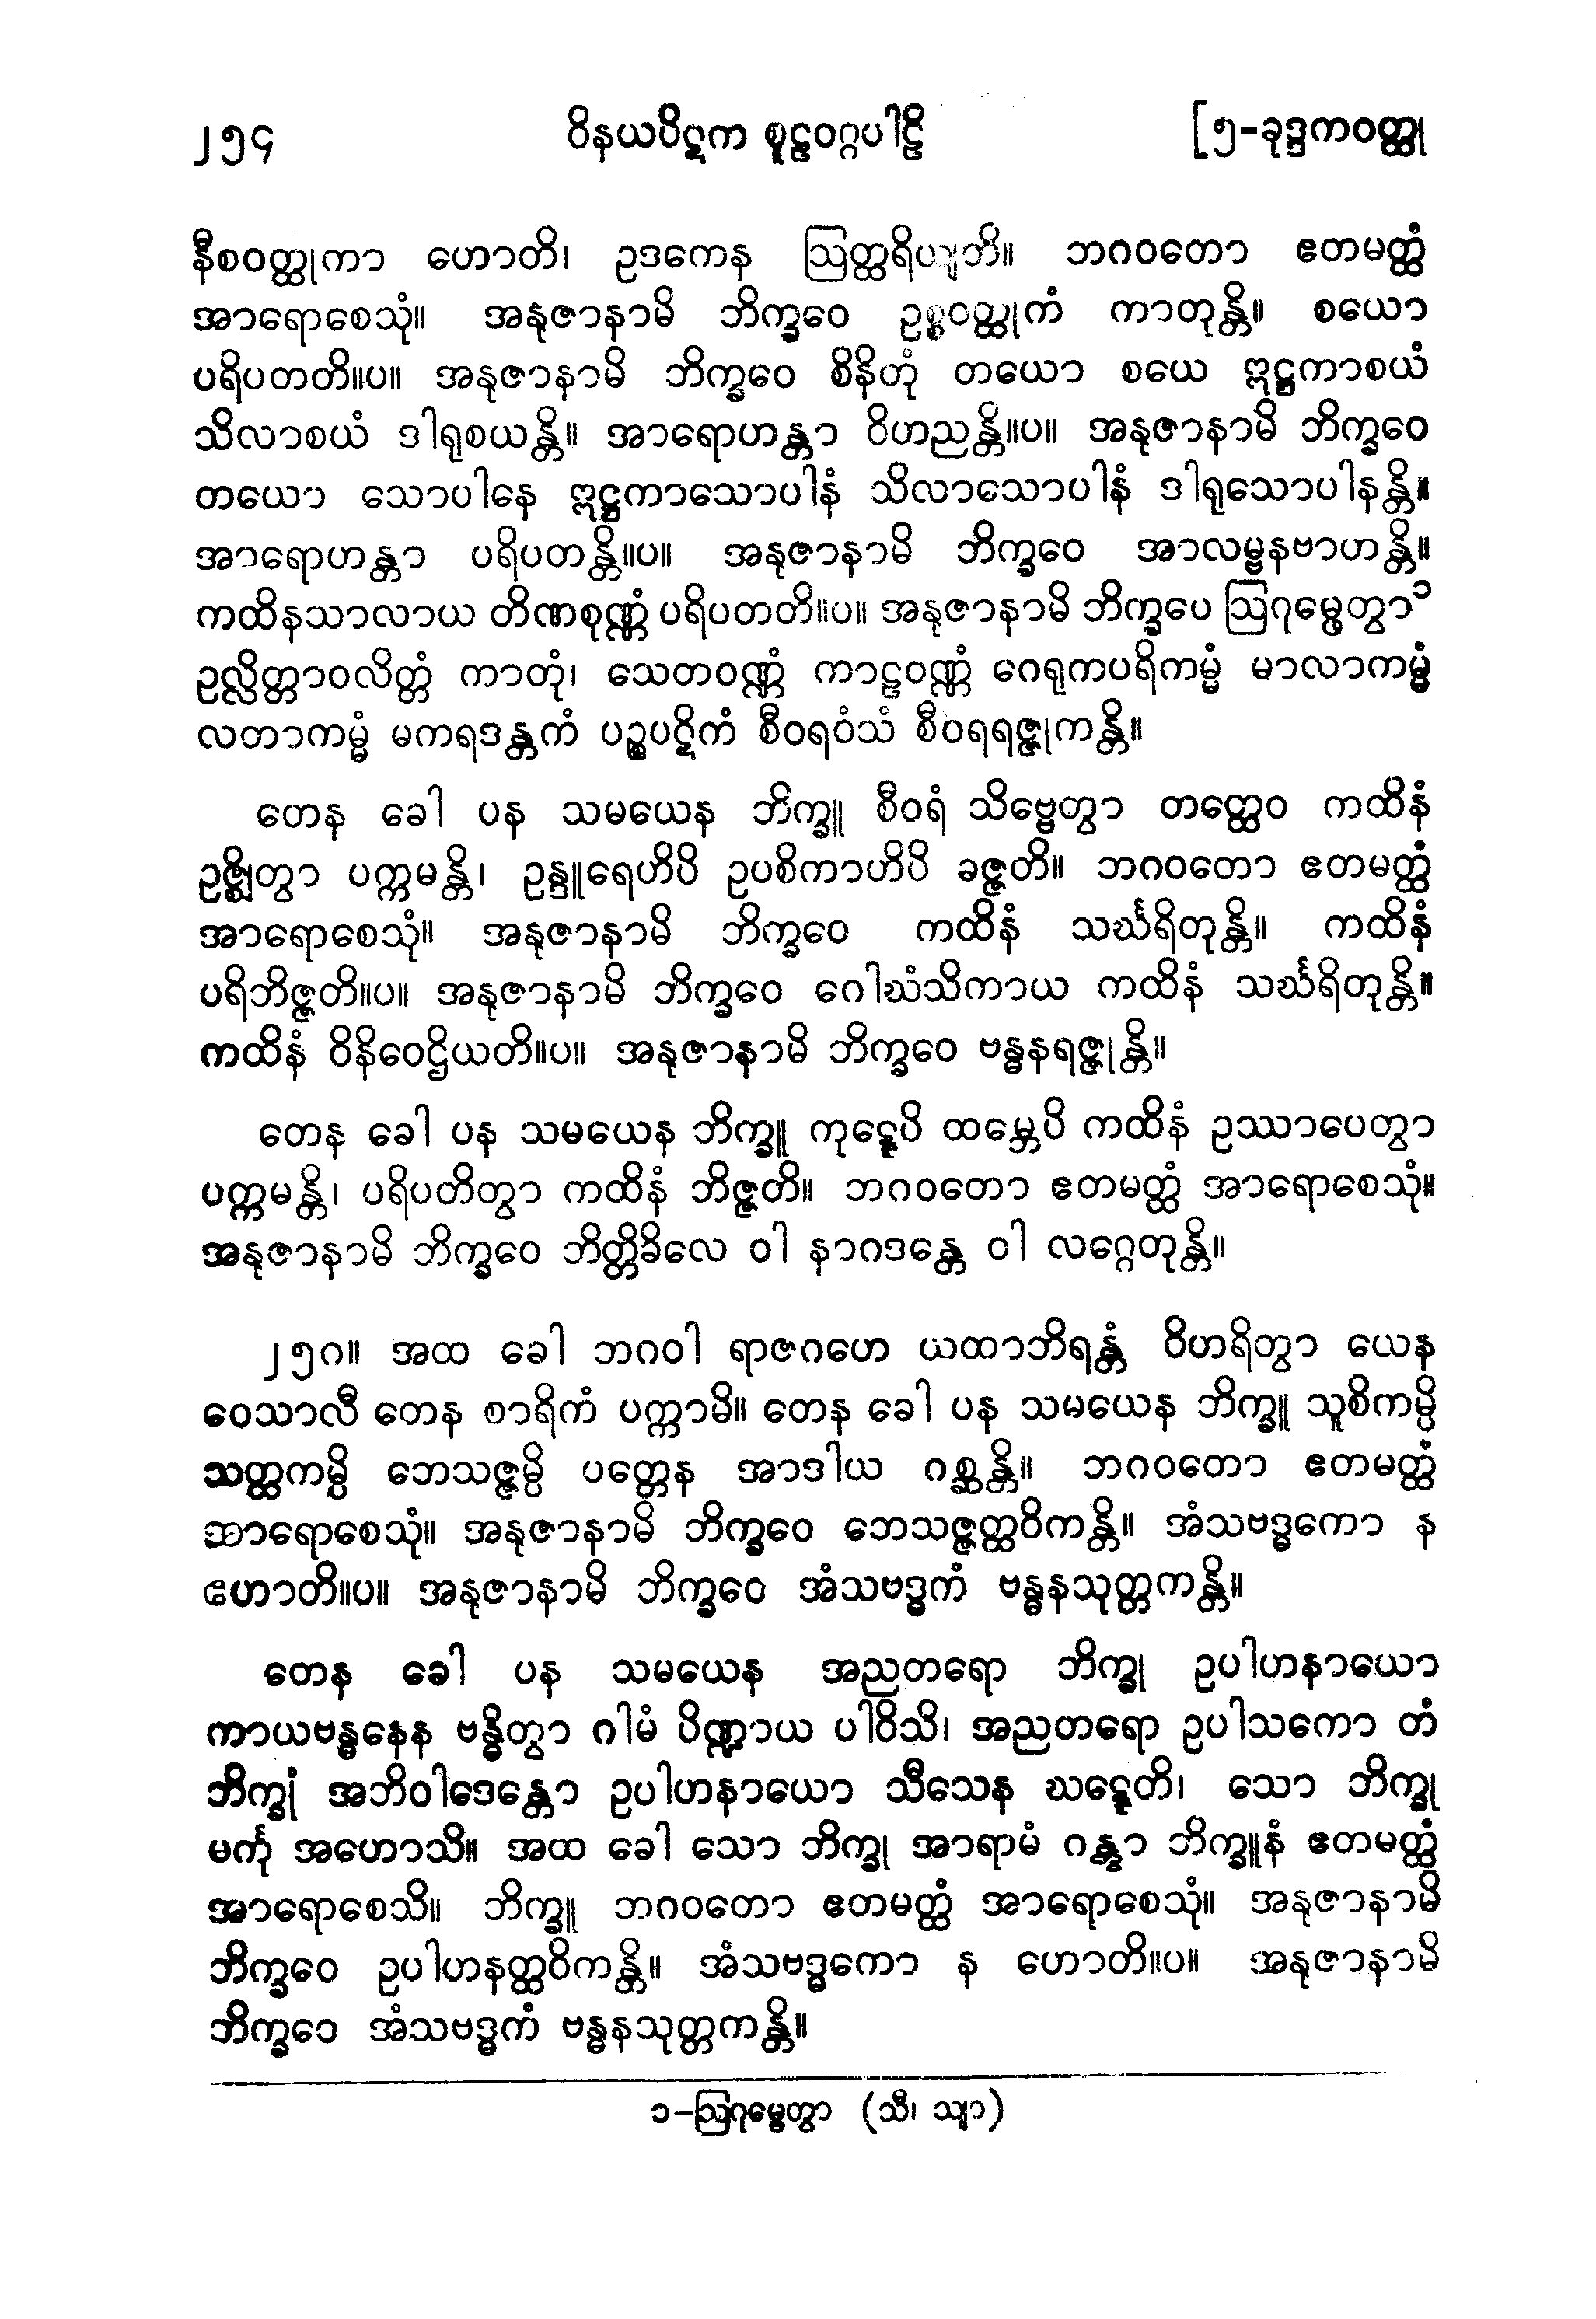 ၂၅၄ ဝိနယပိဋက စူဠဝဂ္ဂပါဠိ [၅-ခုဒ္ဒကဝတ္ထု
နီစဝတ္ထုကာ ဟောတိ၊ ဥဒကေန ဩတ္ထရိယျတိ။ ဘဂဝတော ဧတမတ္ထံ
အာရောစေသုံ။ အနုဇာနာမိ ဘိက္ခဝေ ဥစ္စဝတ္ထုကံ ကာတုန္တိ။ စယော
ပရိပတတိ။ပ။ အနုဇာနာမိ ဘိက္ခဝေ စိနိတုံ တယော စယေ ဣဋ္ဌကာစယံ
သိလာစယံ ဒါရုစယန္တိ။ အာရောဟန္တာ ဝိဟညန္တိ။ပ။ အနုဇာနာမိ ဘိက္ခဝေ
တယော သောပါနေ ဣဋ္ဌကာသောပါနံ သိလာသောပါနံ ဒါရုသောပါနန္တိ။
အာရောဟန္တာ ပရိပတန္တိ။ပ။ အနုဇာနာမိ ဘိက္ခဝေ အာလမ္ဗနဗာဟန္တိ။
ကထိနသာလာယ တိဏစုဏ္ဏံ ပရိပတတိ။ပ။ အနုဇာနာမိ ဘိက္ခပေ ဩဂုမ္ဖေတွာ၁
ဥလ္လိတ္တာဝလိတ္တံ ကာတုံ၊ သေတဝဏ္ဏံ ကာဠဝဏ္ဏံ ဂေရုကပရိကမ္မံ မာလာကမ္မံ
လတာကမ္မံ မကရဒန္တကံ ပဉ္စပဋိကံ စီဝရဝံသံ စီဝရရဇ္ဇုကန္တိ။
တေန ခေါ ပန သမယေန ဘိက္ခူ စီဝရံ သိဗ္ဗေတွာ တတ္ထေဝ ကထိနံ
ဥဇ္ဈိတွာ ပက္ကမန္တိ၊ ဥန္ဒူရေဟိပိ ဥပစိကာဟိပိ ခဇ္ဇတိ။ ဘဂဝတော ဧတမတ္ထံ
အာရောစေသုံ။ အနုဇာနာမိ ဘိက္ခဝေ ကထိနံ သင်္ဃရိတုန္တိ။ ကထိနံ
ပရိဘိဇ္ဇတိ။ပ။ အနုဇာနာမိ ဘိက္ခဝေ ဂေါဃံသိကာယ ကထိနံ သင်္ဃရိတုန္တိ။
ကထိနံ ဝိနိဝေဌိယတိ။ပ။ အနုဇာနာမိ ဘိက္ခဝေ ဗန္ဓနရဇ္ဇုန္တိ။
တေန ခေါ ပန သမယေန ဘိက္ခူ ကုဋ္ဋေပိ ထမ္ဘေပိ ကထိနံ ဥဿာပေတွာ
ပက္ကမန္တိ၊ ပရိပတိတွာ ကထိနံ ဘိဇ္ဇတိ။ ဘဂဝတော ဧတမတ္ထံ အာရောစေသုံ။
အနုဇာနာမိ ဘိက္ခဝေ ဘိတ္တိခိလေ ဝါ နာဂဒန္တေ ဝါ လဂ္ဂေတုန္တိ။
၂၅၇။ အထ ခေါ ဘဂဝါ ရာဇဂဟေ ယထာဘိရန္တံ ဝိဟရိတွာ ယေန
ဝေသာလီ တေန စာရိကံ ပက္ကာမိ။ တေန ခေါ ပန သမယေန ဘိက္ခူ သူစိကမ္ပိ
သတ္ထကမ္ပိ ဘေသဇ္ဇမ္ပိ ပတ္တေန အာဒါယ ဂစ္ဆန္တိ။ ဘဂဝတော ဧတမတ္ထံ
အာရောစေသုံ။ အနုဇာနာမိ ဘိက္ခဝေ ဘေသဇ္ဇတ္ထဝိကန္တိ။ အံသဗဒ္ဓကော န
ဟောတိ။ပ။ အနုဇာနာမိ ဘိက္ခဝေ အံသဗဒ္ဓကံ ဗန္ဓနသုတ္တကန္တိ။
တေန ခေါ ပန သမယေန အညတရော ဘိက္ခု ဥပါဟနာယော
ကာယဗန္ဓနေန ဗန္ဓိတွာ ဂါမံ ပိဏ္ဍာယ ပါဝိသိ၊ အညတရော ဥပါသကော တံ
ဘိက္ခုံ အဘိဝါဒေန္တော ဥပါဟနာယော သီသေန ဃဋ္ဋေတိ၊ သော ဘိက္ခု
မင်္ကု အဟောသိ။ အထ ခေါ သော ဘိက္ခု အာရာမံ ဂန္တွာ ဘိက္ခူနံ ဧတမတ္ထံ
အာရောစေသိ။ ဘိက္ခူ ဘဂဝတော ဧတမတ္ထံ အာရောစေသုံ။ အနုဇာနာမိ
ဘိက္ခဝေ ဥပါဟနတ္ထဝိကန္တိ။ အံသဗဒ္ဓကော န ဟောတိ။ပ။ အနုဇာနာမိ
ဘိက္ခဝေ အံသဗဒ္ဓကံ ဗန္ဓနသုတ္တကန္တိ။
၁-ဩဂုမ္ဗေတွာ (သီ၊ သျာ)